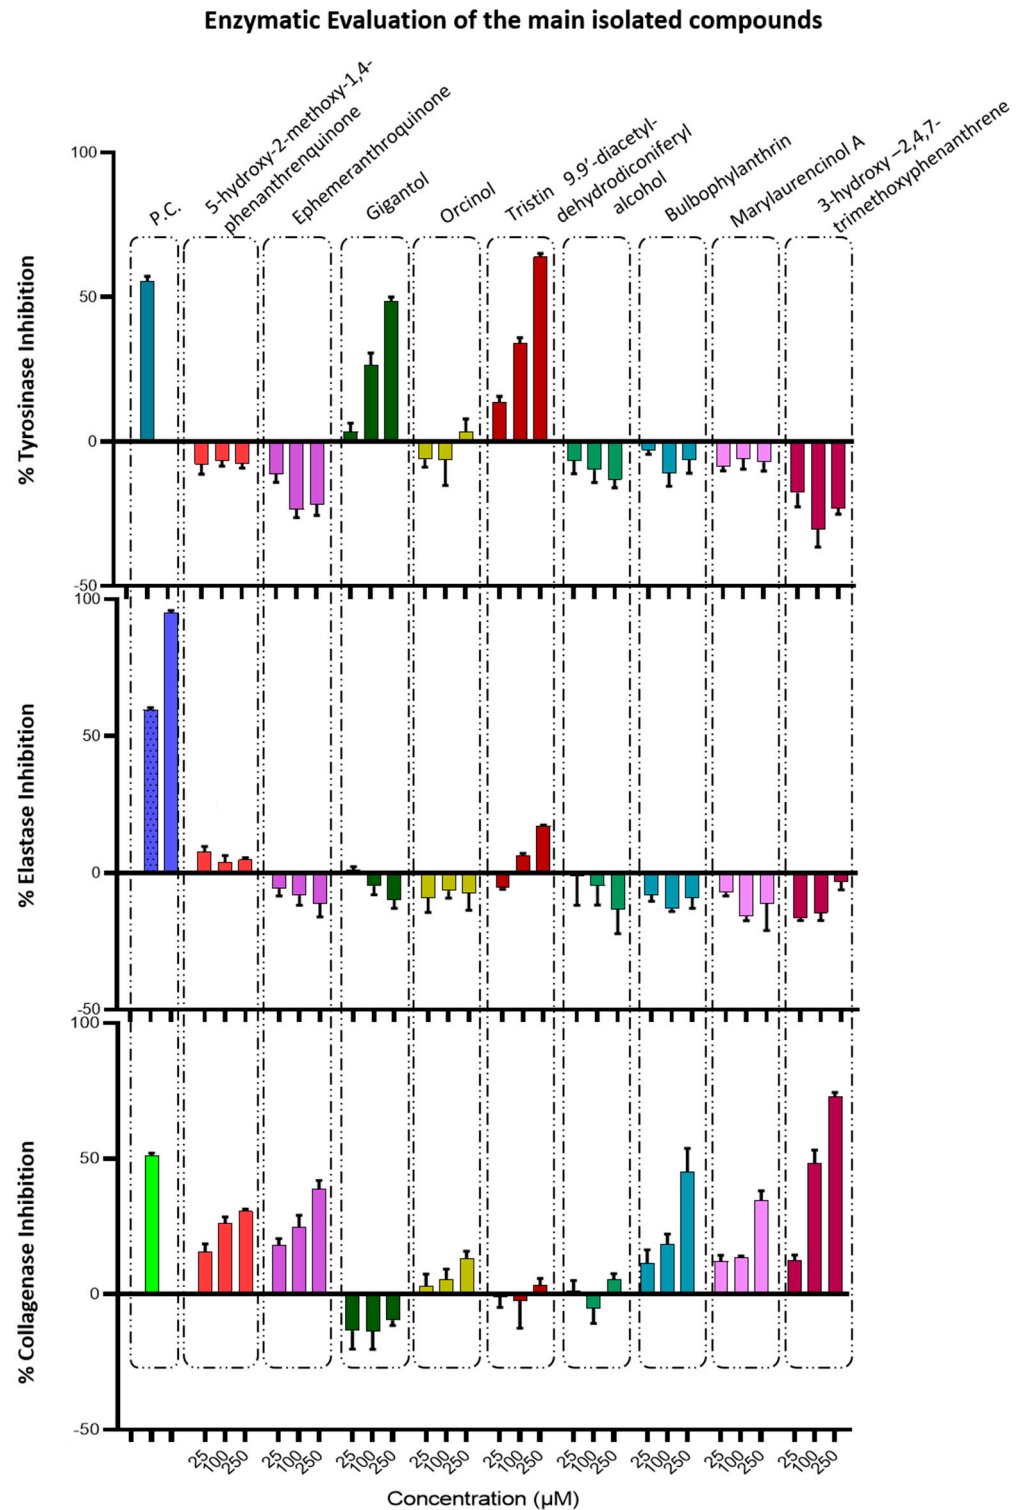 Enzymatic Evaluation of the main isolated compounds
P.C.
5-hydroxy-2-methoxy-1,4-
phenanthrenquinone
Ephemeranthroquinone
Gigantol
Orcinol
Tristin
9.9'-diacetyl-
dehydrodiconiferyl
alcohol
Bulbophylanthrin
Marylaurencinol A
3-hydroxy –2,4,7-
trimethoxyphenanthrene
% Tyrosinase Inhibition
100
50
0
-50
% Elastase Inhibition
100
50
0
-50
% Collagenase Inhibition
100
50
0
-50
25 100 250 25 100 250 25 100 250 25 100 250 25 100 250 25 100 250 25 100 250 25 100 250 25 100 250
Concentration (µM)